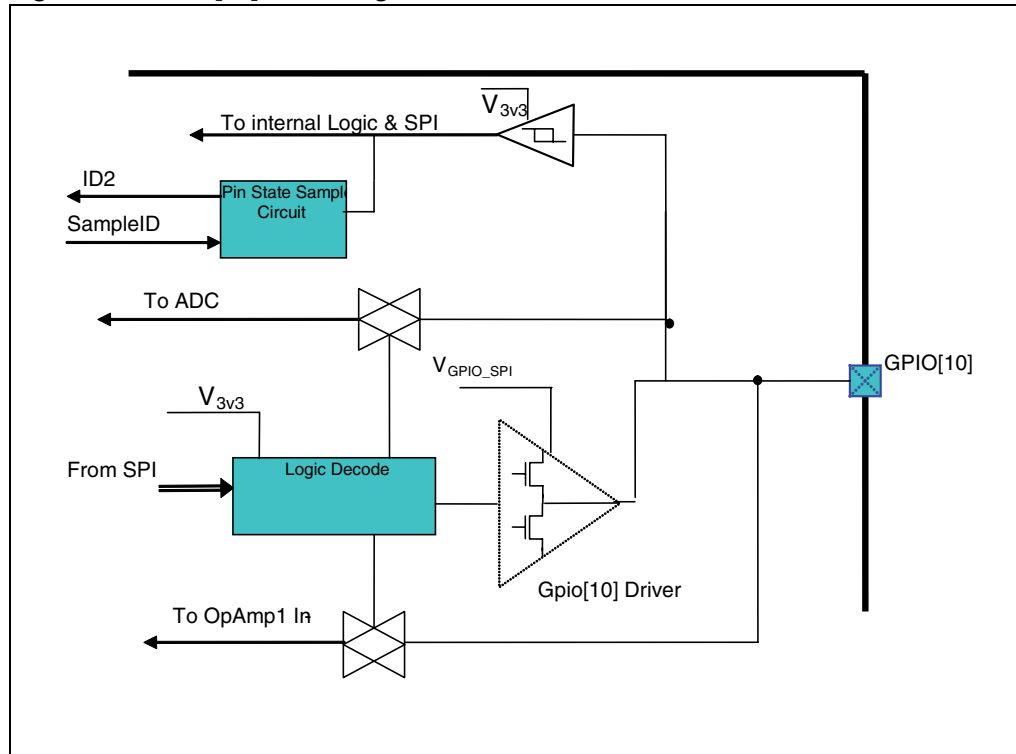 V3v3
To internal Logic & SPI
ID2
Pin State Sampl
Circuit
SampleID
To ADC
GPIO[10]
VGPIO_SPI
V3v3
From SPI
Logic Decode
Gpio[10] Driver
To OpAmp1 In-